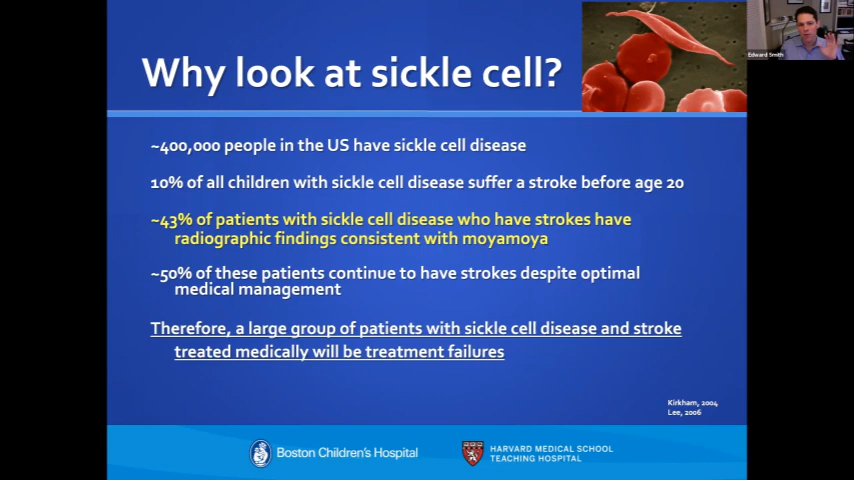 Why look at sickle cell?
Edward Smith
~400,000 people in the US have sickle cell disease
10% of all children with sickle cell disease suffer a stroke before age 20
~43% of patients with sickle cell disease who have strokes have
radiographic findings consistent with moyamoya
~50% of these patients continue to have strokes despite optimal
medical management
Therefore, a large group of patients with sickle cell disease and stroke
treated medically will be treatment failures
Kirkham, 2004
Lee, 2006
Boston Children's Hospital
HARVARD MEDICAL SCHOOL
TEACHING HOSPITAL